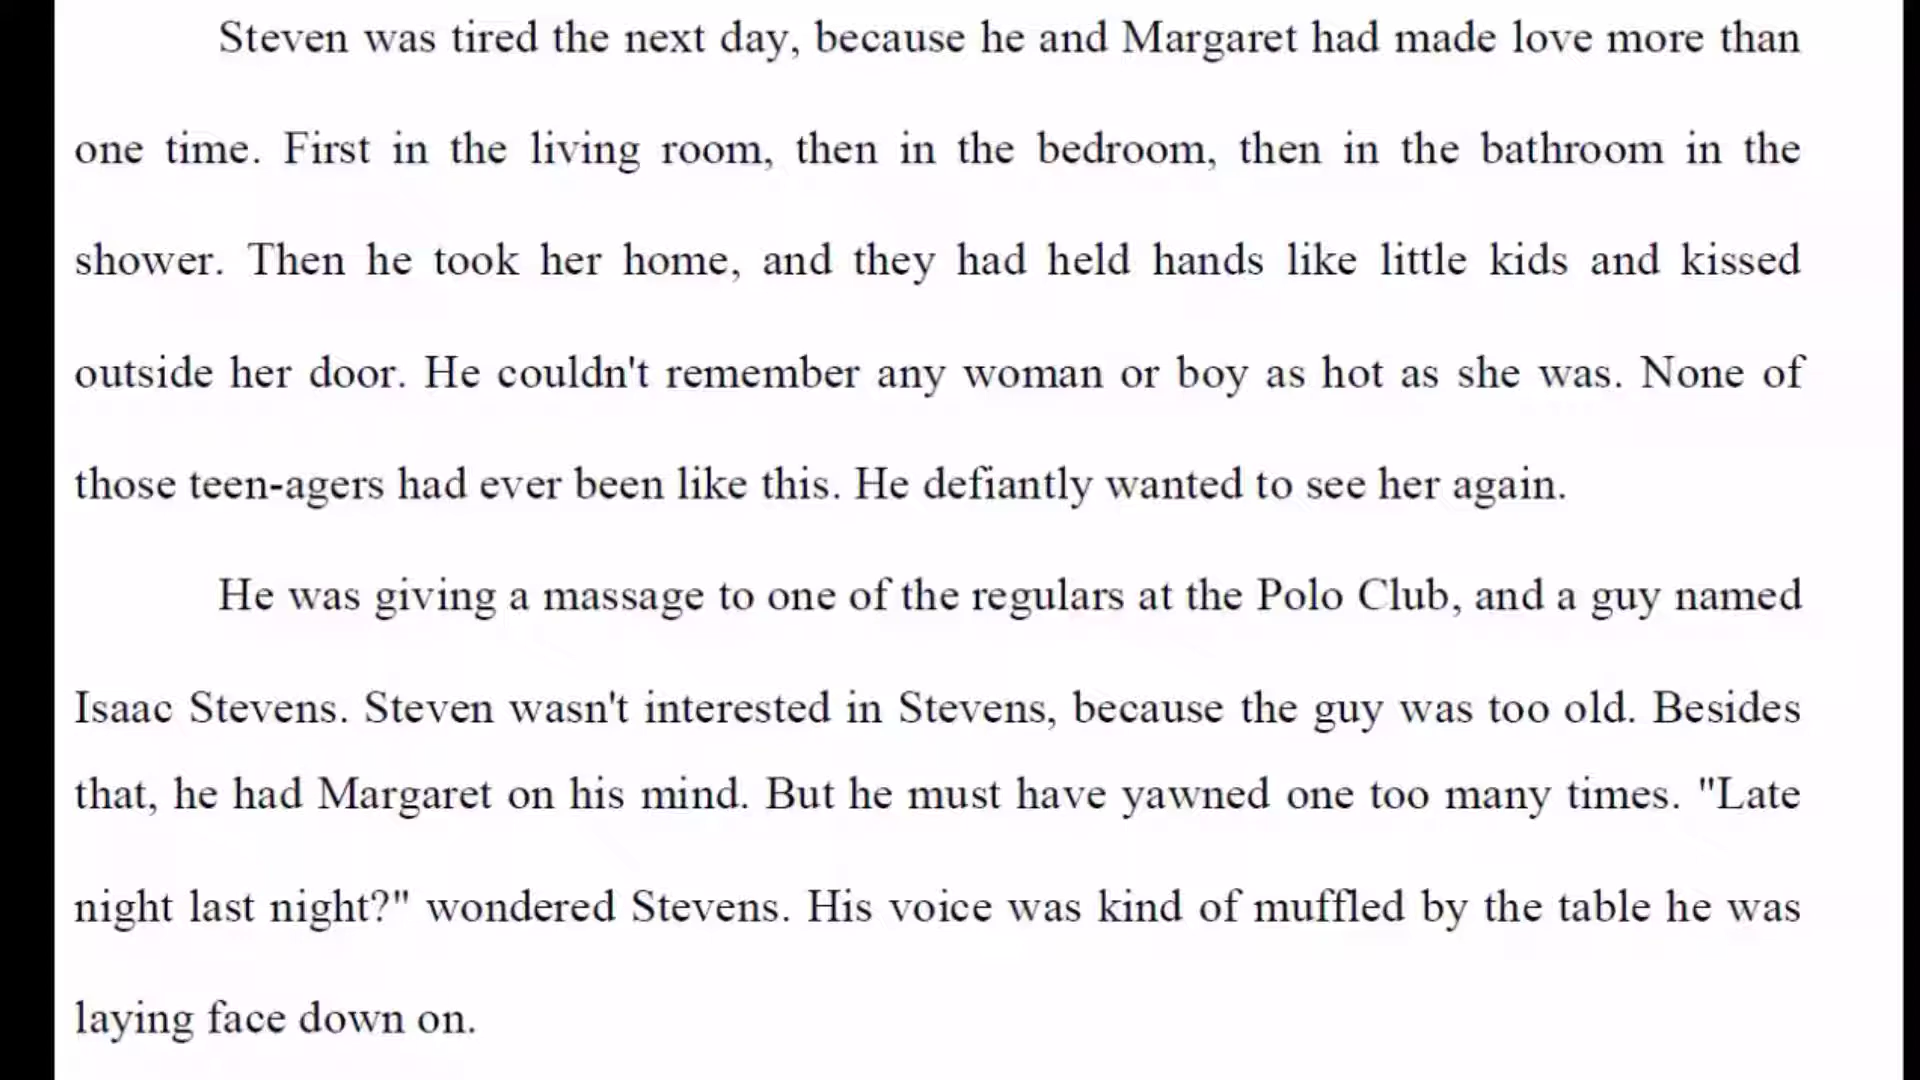 Steven was tired the next day, because he and Margaret had made love more than
one time. First in the living room, then in the bedroom, then in the bathroom in the
shower. Then he took her home, and they had held hands like little kids and kissed
outside her door. He couldn't remember any woman or boy as hot as she was. None of
those teen-agers had ever been like this. He defiantly wanted to see her again.
He was giving a massage to one of the regulars at the Polo Club, and a guy named
Isaac Stevens. Steven wasn't interested in Stevens, because the guy was too old. Besides
that, he had Margaret on his mind. But he must have yawned one too many times. "Late
night last night?" wondered Stevens. His voice was kind of muffled by the table he was
laying face down on.